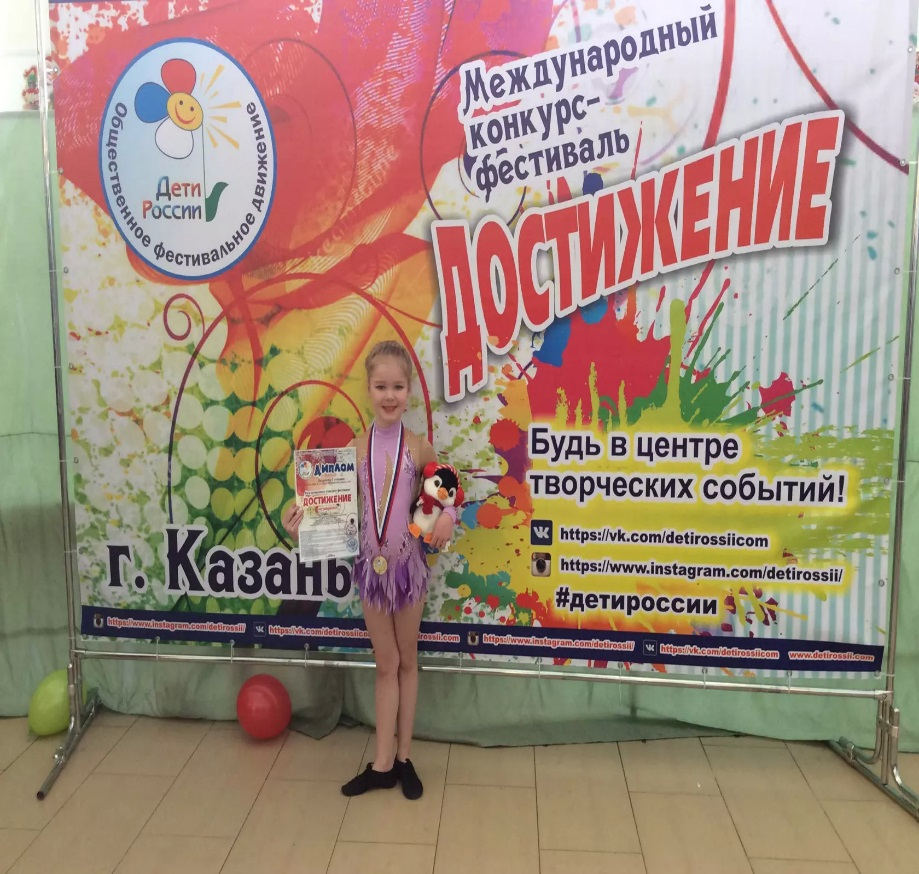 Общественное фестивальное движение
Дети
России
Международный
конкурс-
фестиваль
ДОСТИЖЕНИЕ
Будь в центре
творческих событий!
https://vk.com/detirossiicom
https://www.instagram.com/detirossii/
#детироссии
ДИПЛОМ
ДОСТИЖЕНИЕ
г. Казань
https://www.instagram.com/detirossii/ https://vk.com/detirossiicom https://www.instagram.com/detirossii/ https://vk.com/detirossiicom www.detirossii.com